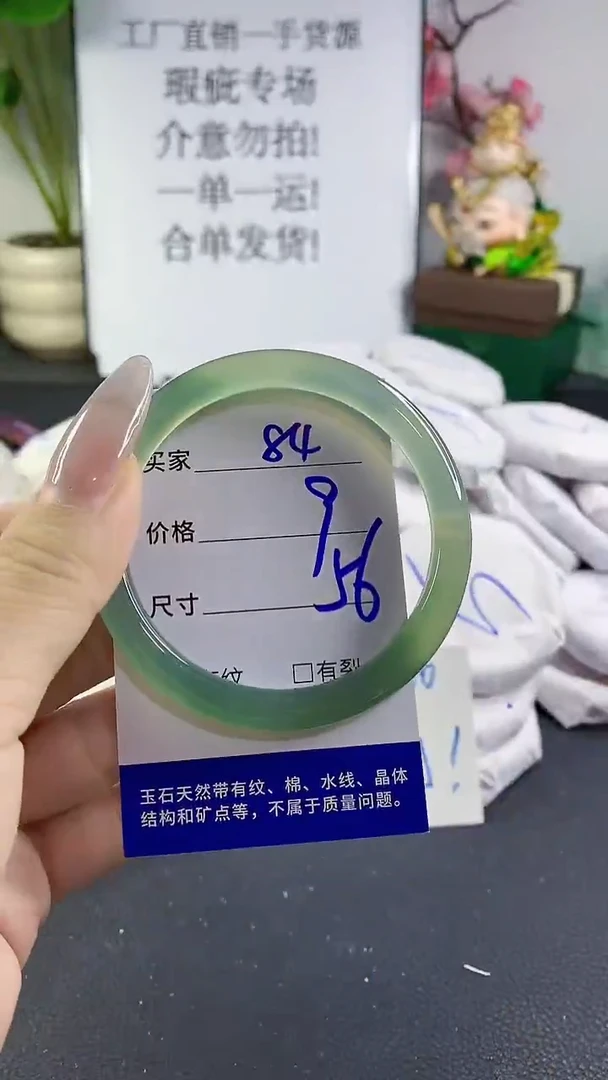 工厂直销一手货源
瑕疵专场
介意勿拍!
一单一运!
合单发货!
买家 84
价格 9
尺寸 56
纹 □有裂
玉石天然带有纹、棉、水线、晶体
结构和矿点等，不属于质量问题。